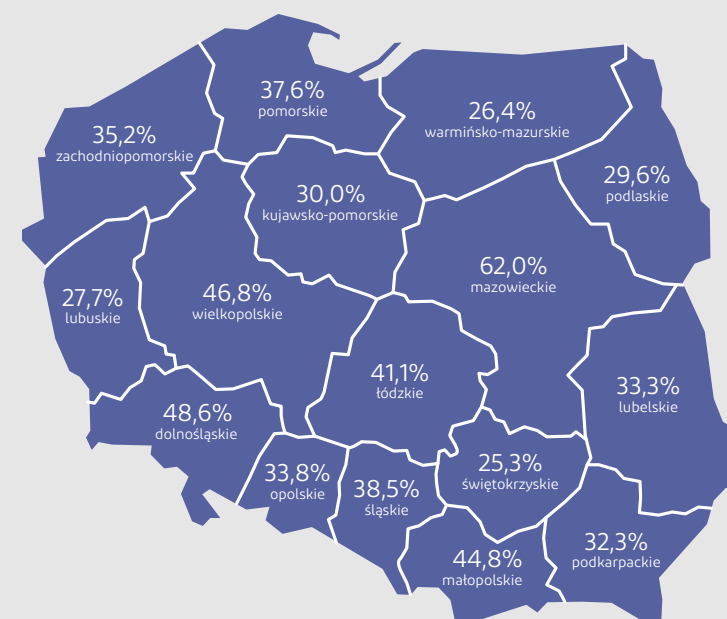 37,6%
pomorskie
26,4%
warmińsko-mazurskie
35,2%
zachodniopomorskie
29,6%
podlaskie
30,0%
kujawsko-pomorskie
62,0%
mazowieckie
46,8%
wielkopolskie
27,7%
lubuskie
41,1%
łódzkie
33,3%
lubelskie
48,6%
dolnośląskie
25,3%
świętokrzyskie
33,8%
opolskie
38,5%
śląskie
32,3%
podkarpackie
44,8%
małopolskie